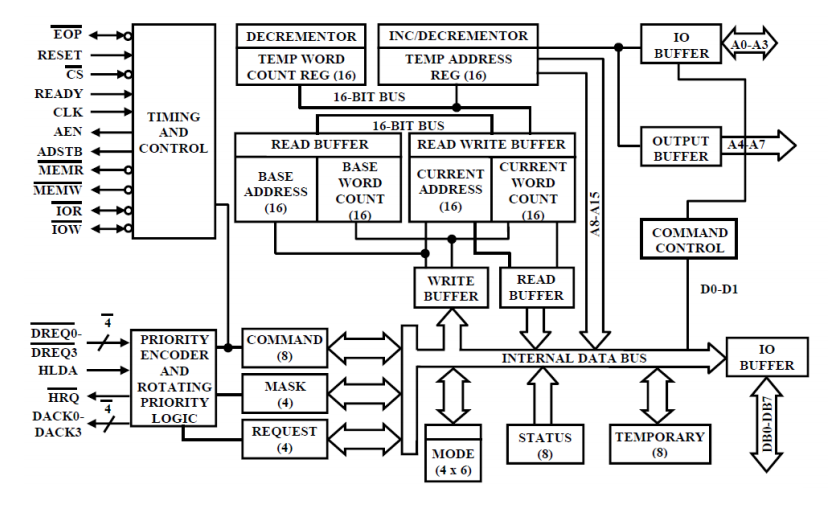 EOP
RESET
CS
READY
CLK
AEN
ADSTB
MEMR
MEMW
IOR
IOW
TIMING
AND
CONTROL
DECREMENTOR
TEMP WORD
COUNT REG (16)
INC/DECREMENTOR
TEMP ADDRESS
REG (16)
16-BIT BUS
16-BIT BUS
READ BUFFER
BASE
ADDRESS
(16)
BASE
WORD
COUNT
(16)
READ WRITE BUFFER
CURRENT
ADDRESS
(16)
CURRENT
WORD
COUNT
(16)
A8-A15
IO
BUFFER
A0-A3
OUTPUT
BUFFER
A4-A7
COMMAND
CONTROL
D0-D1
WRITE
BUFFER
READ
BUFFER
DREQ0-
DREQ3
4
HLDA
HRQ
DACK0-
DACK3
4
PRIORITY
ENCODER
AND
ROTATING
PRIORITY
LOGIC
COMMAND
(8)
MASK
(4)
REQUEST
(4)
INTERNAL DATA BUS
MODE
(4 x 6)
STATUS
(8)
TEMPORARY
(8)
IO
BUFFER
DB0-DB7